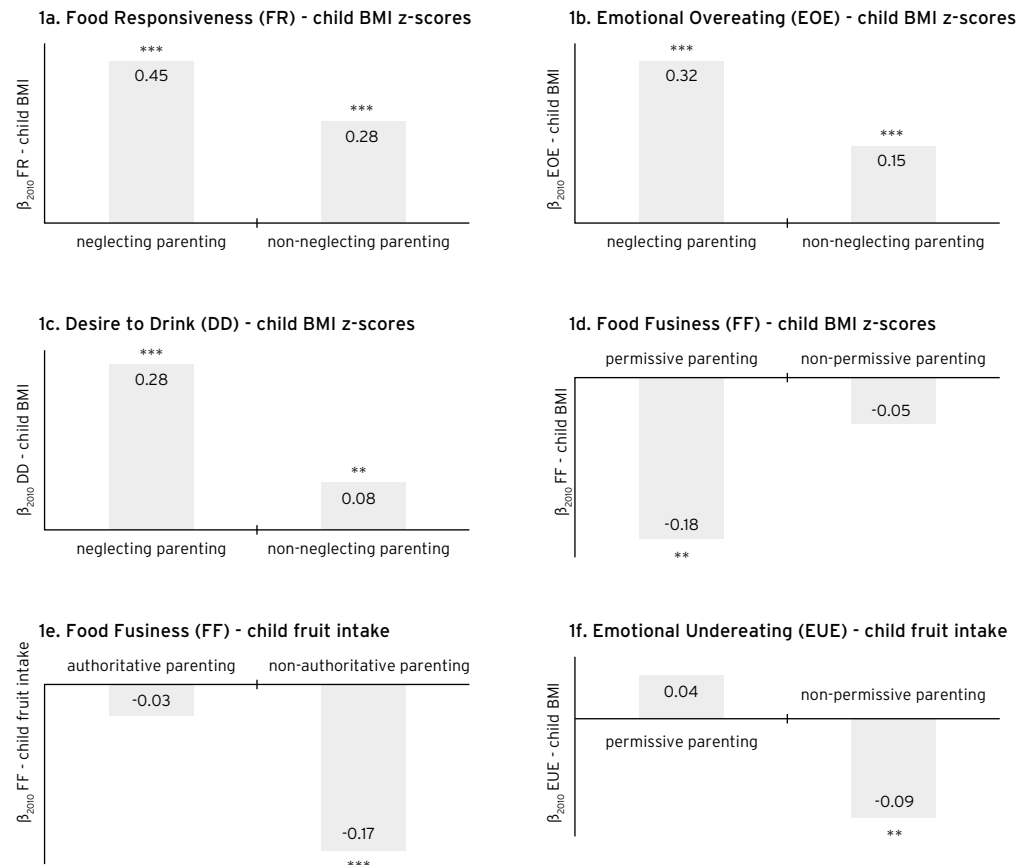 1a. Food Responsiveness (FR) - child BMI z-scores
β2010 FR - child BMI
***
0.45
***
0.28
neglecting parenting
non-neglecting parenting
1b. Emotional Overeating (EOE) - child BMI z-scores
β2010 EOE - child BMI
***
0.32
***
0.15
neglecting parenting
non-neglecting parenting
1c. Desire to Drink (DD) - child BMI z-scores
β2010 DD - child BMI
***
0.28
**
0.08
neglecting parenting
non-neglecting parenting
1d. Food Fusiness (FF) - child BMI z-scores
β2010 FF - child BMI
permissive parenting
non-permissive parenting
-0.05
-0.18
**
1e. Food Fusiness (FF) - child fruit intake
β2010 FF - child fruit intake
authoritative parenting
non-authoritative parenting
-0.03
-0.17
***
1f. Emotional Undereating (EUE) - child fruit intake
β2010 EUE - child BMI
0.04
non-permissive parenting
permissive parenting
-0.09
**